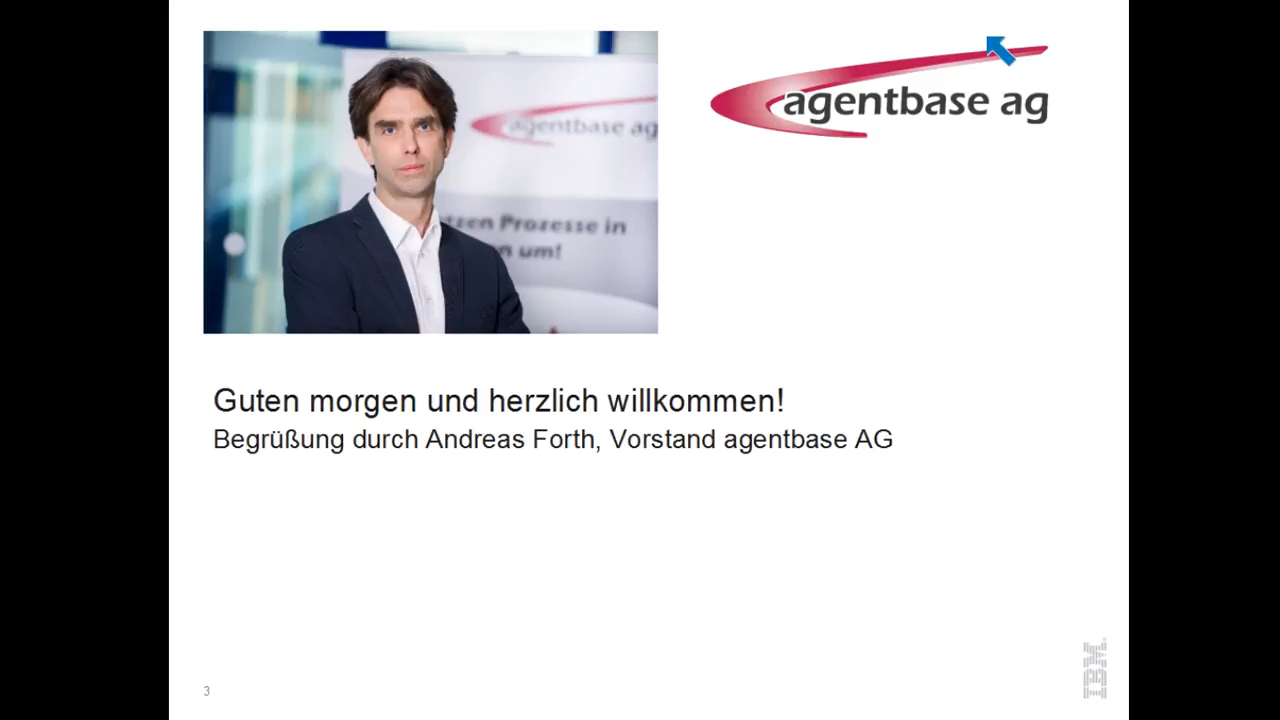 agentbase ag
agentbase ag
tzen Prozesse in
n um!
Guten morgen und herzlich willkommen!
Begrüßung durch Andreas Forth, Vorstand agentbase AG
3
IBM